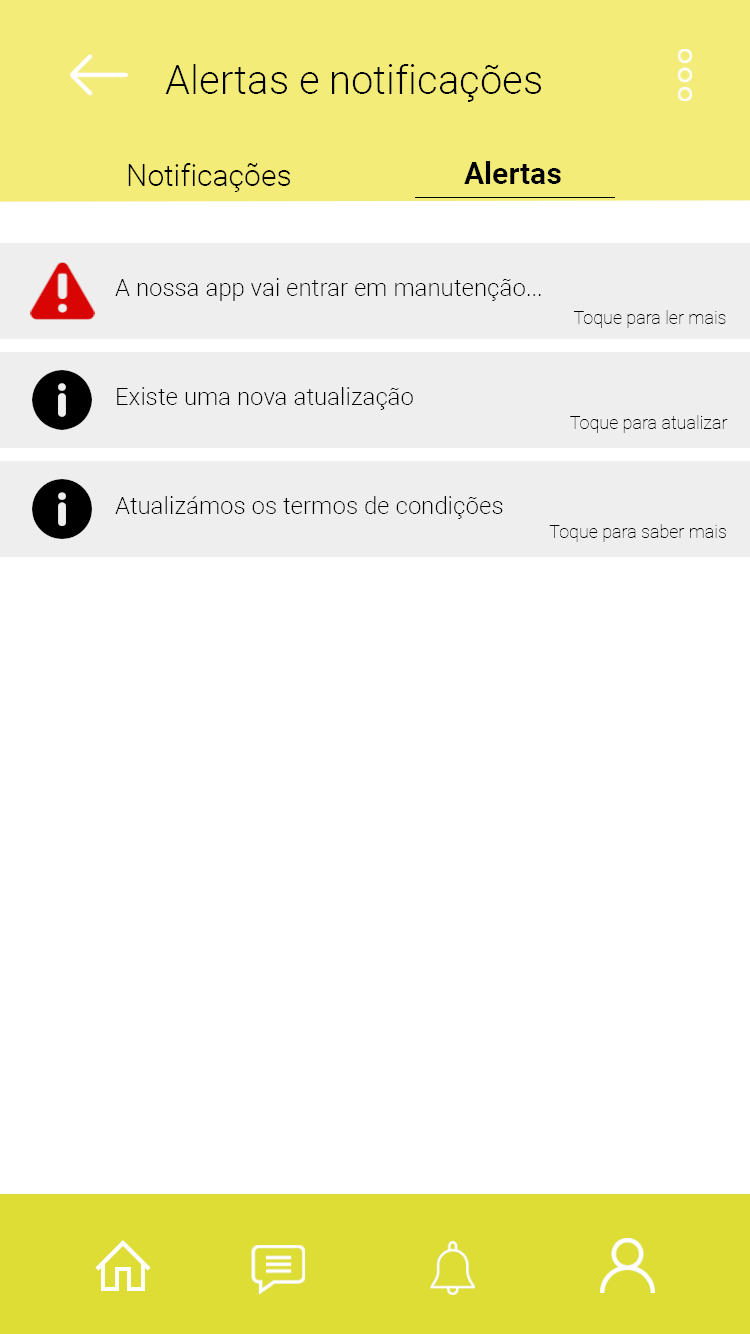 Alertas e notificações
Notificações
Alertas
A nossa app vai entrar em manutenção...
Toque para ler mais
Existe uma nova atualização
Toque para atualizar
Atualizámos os termos de condições
Toque para saber mais